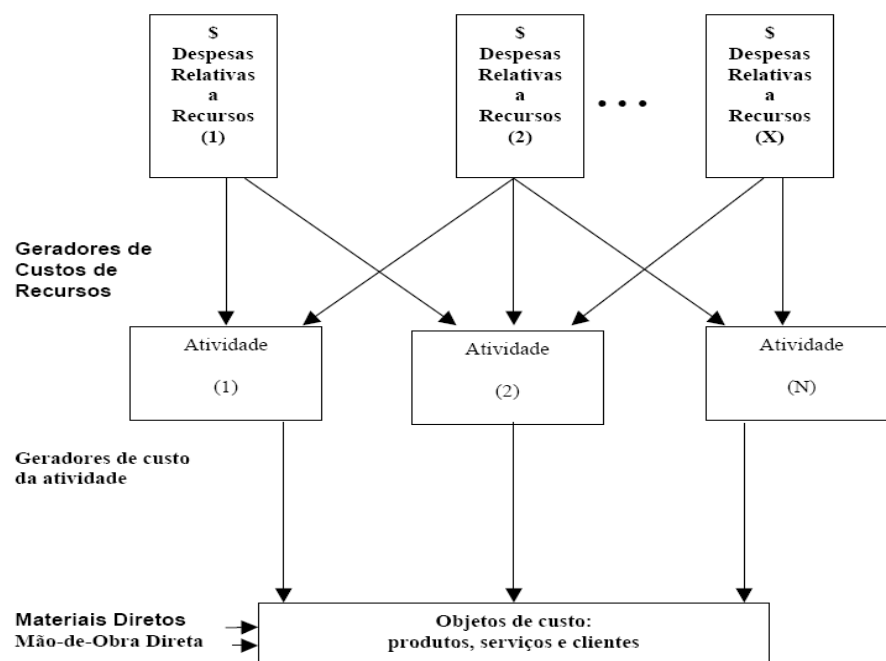 $
Despesas
Relativas
a
Recursos
(1)
$
Despesas
Relativas
a
Recursos
(2)
• • •
$
Despesas
Relativas
a
Recursos
(X)
Geradores de
Custos de
Recursos
Atividade
(1)
Atividade
(2)
Atividade
(N)
Geradores de custo
da atividade
Materiais Diretos
Mão-de-Obra Direta
Objetos de custo:
produtos, serviços e clientes